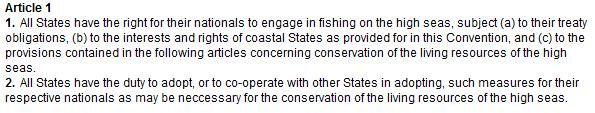 Article 1
1. All States have the right for their nationals to engage in fishing on the high seas, subject (a) to their treaty
obligations, (b) to the interests and rights of coastal States as provided for in this Convention, and (c) to the
provisions contained in the following articles concerning conservation of the living resources of the high
seas.
2. All States have the duty to adopt, or to co-operate with other States in adopting, such measures for their
respective nationals as may be neccessary for the conservation of the living resources of the high seas.